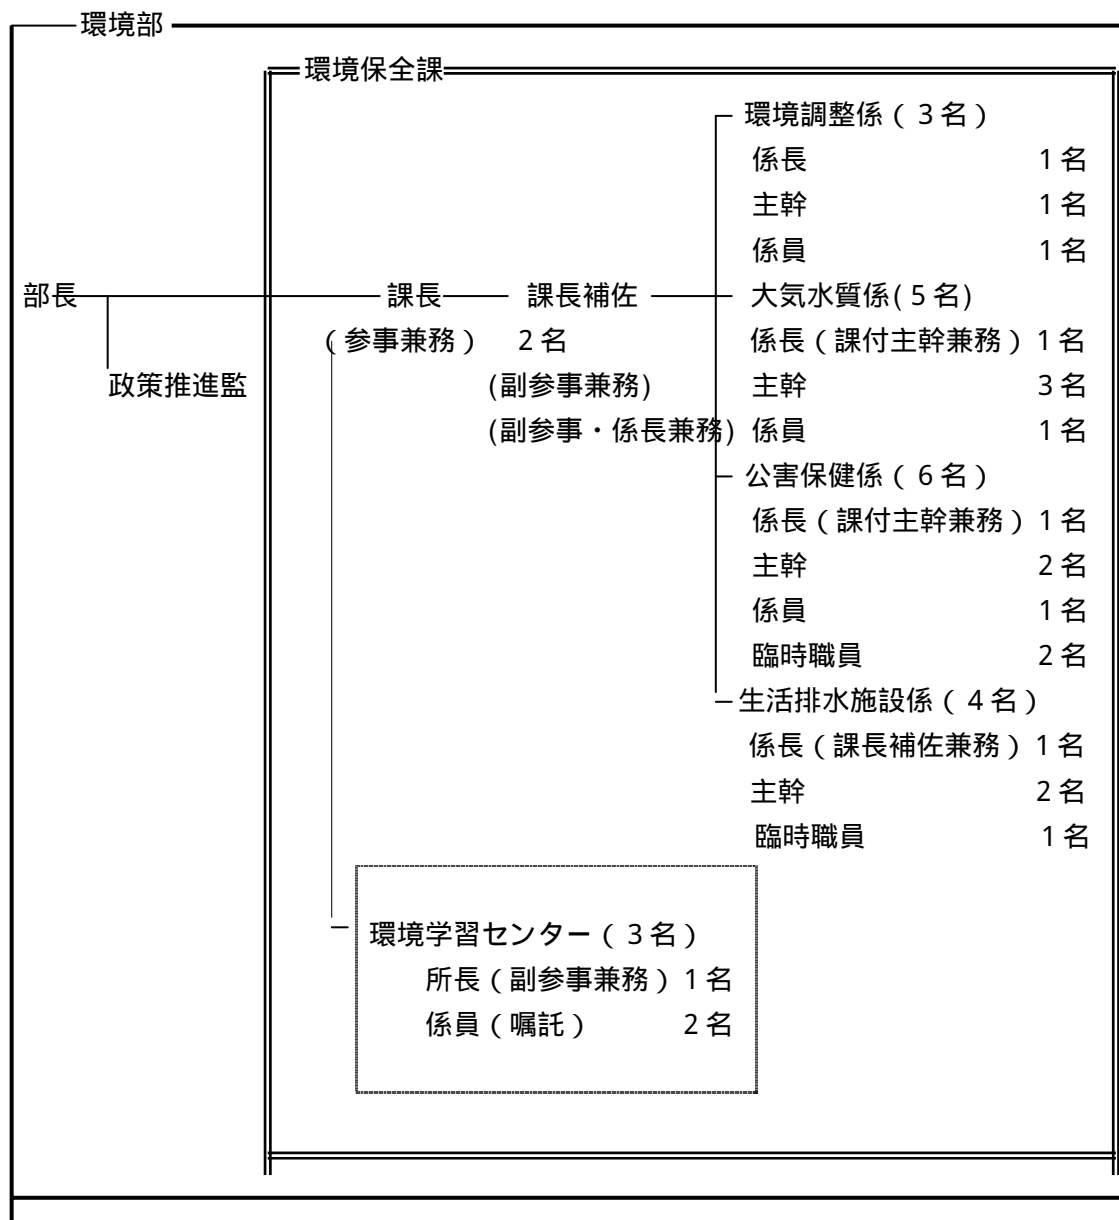 環境部
環境保全課
環境調整係(3名)
係長 1名
主幹 1名
係員 1名
部長 課長 課長補佐 大気水質係(5名)
(参事兼務) 2名 係長(課付主幹兼務)1名
政策推進監 (副参事兼務) 主幹 3名
(副参事・係長兼務) 係員 1名
公害保健係(6名)
係長(課付主幹兼務)1名
主幹 2名
係員 1名
臨時職員 2名
生活排水施設係(4名)
係長(課長補佐兼務)1名
主幹 2名
臨時職員 1名
環境学習センター(3名)
所長(副参事兼務)1名
係員(嘱託) 2名